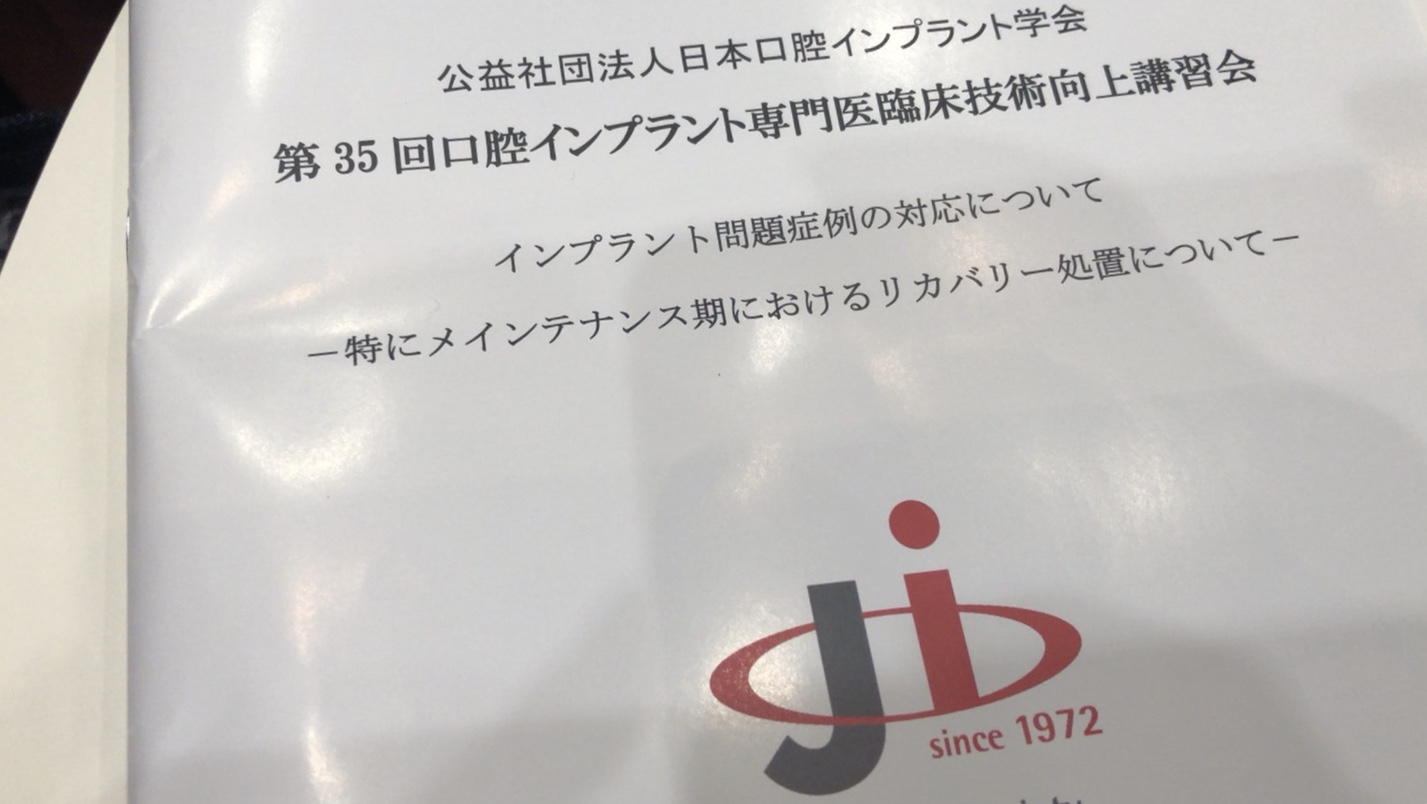 公益社団法人日本口腔インプラント学会
第 35 回口腔インプラント専門医臨床技術向上講習会
インプラント問題症例の対応について
－特にメインテナンス期におけるリカバリー処置について－
ji
since 1972